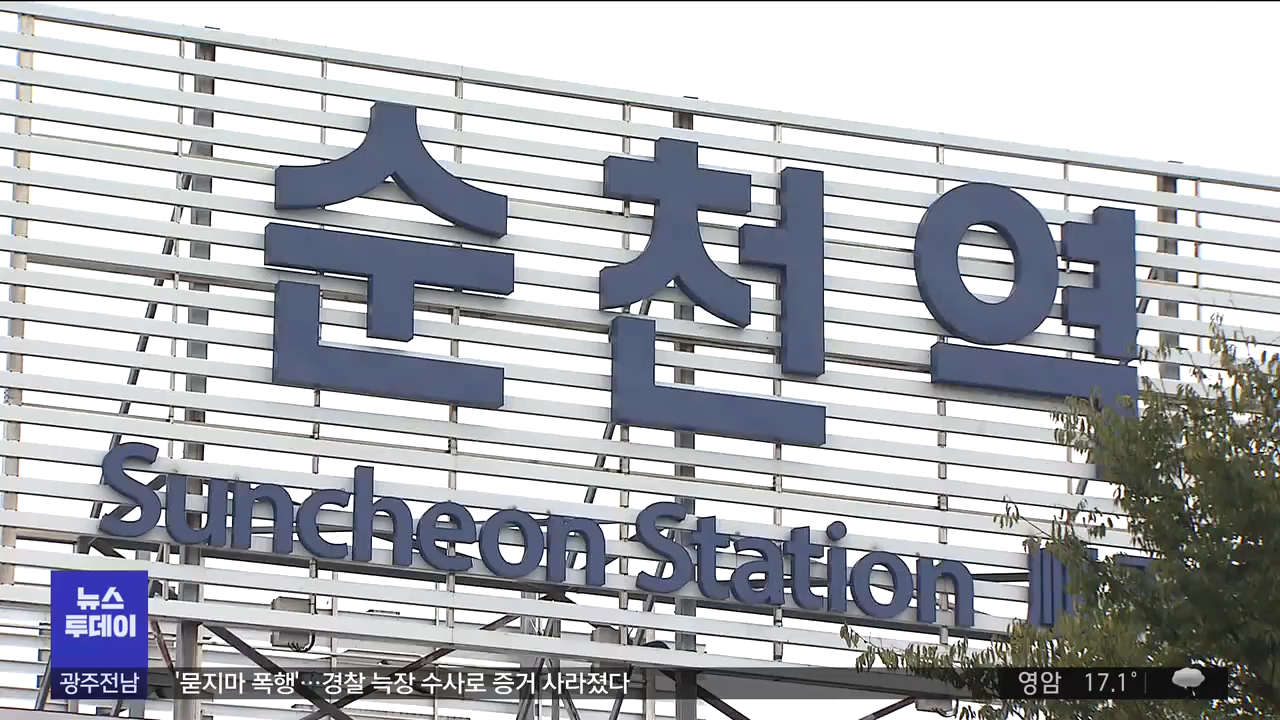 순천역
Suncheon Station
뉴스
투데이
광주전남
'묻지마 폭행'…경찰 늑장 수사로 증거 사라졌다
영암 17.1°